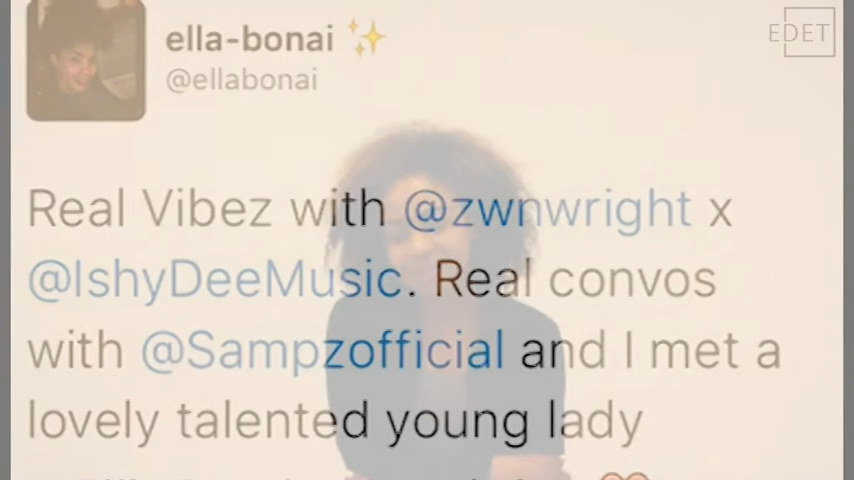 EDET
ella-bonai ✨
@ellabonai
Real Vibez with @zwnwright x
@IshyDeeMusic. Real convos
with @Sampzofficial and I met a
lovely talented young lady